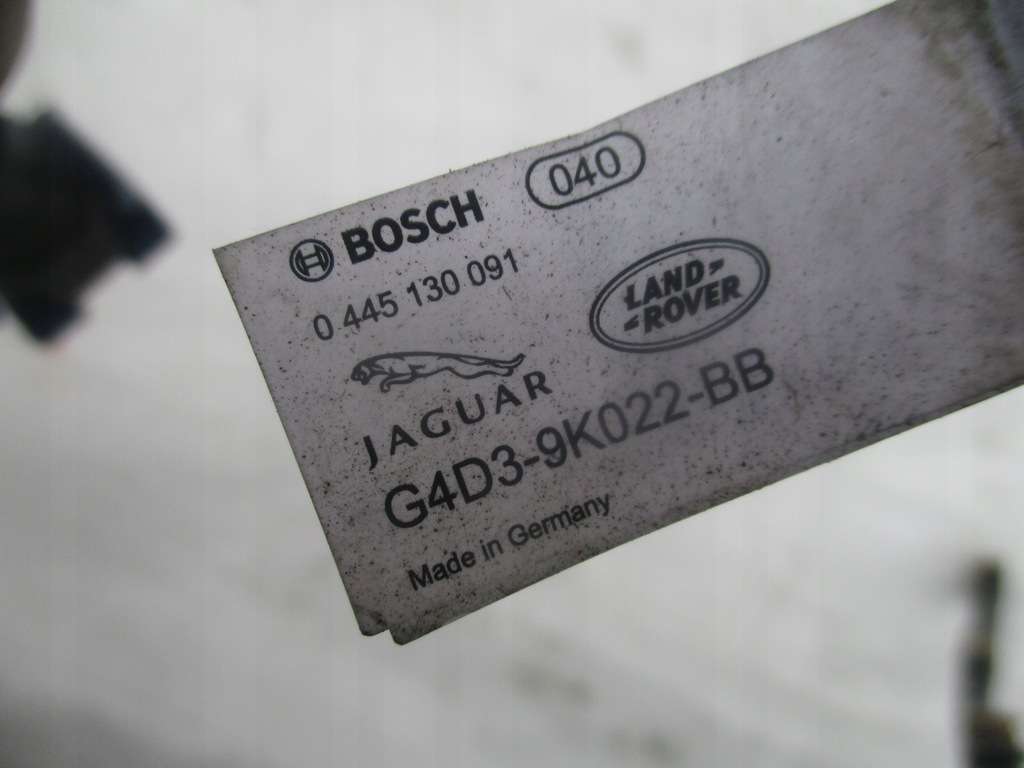 BOSCH
040
0 445 130 091
LAND
ROVER
JAGUAR
G4D3-9K022-BB
Made in Germany